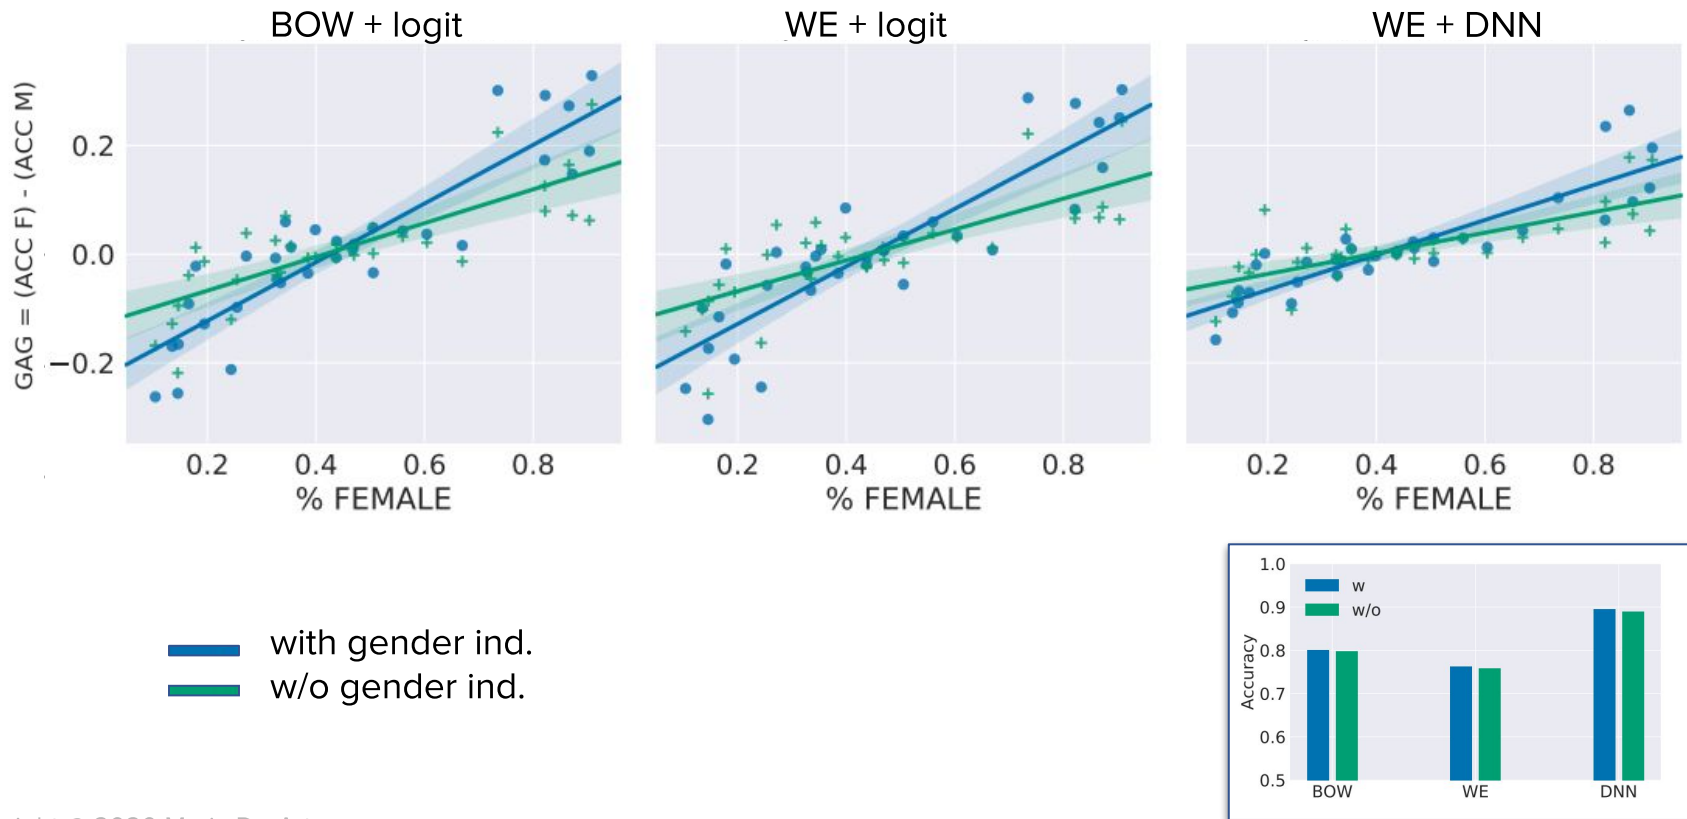 BOW + logit
WE + logit
WE + DNN
GAG = (ACC F) - (ACC M)
0.2
0.0
−0.2
0.2 0.4 0.6 0.8
% FEMALE
0.2 0.4 0.6 0.8
% FEMALE
0.2 0.4 0.6 0.8
% FEMALE
with gender ind.
w/o gender ind.
Accuracy
1.0
0.9
0.8
0.7
0.6
0.5
w
w/o
BOW WE DNN